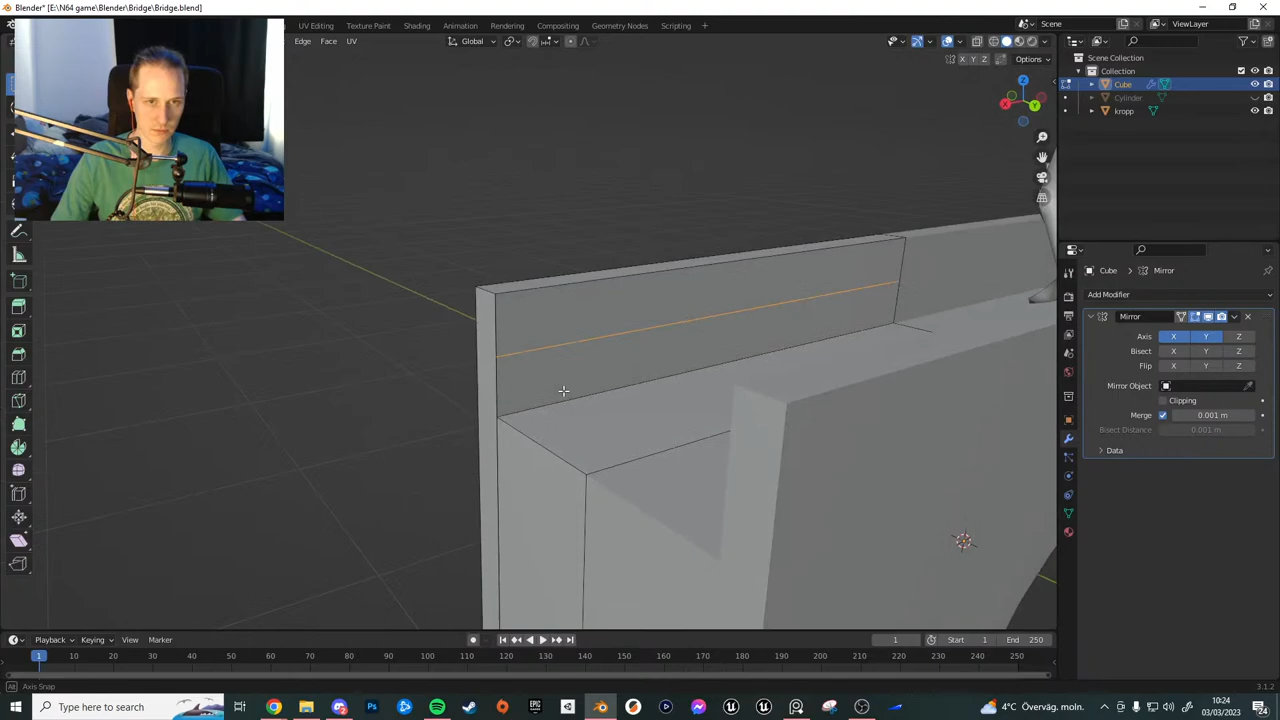 Blender* [E:\N64 game\Blender\Bridge\Bridge.blend]
UV Editing Texture Paint Shading Animation Rendering Compositing Geometry Nodes Scripting
Scene ViewLayer
Edge Face UV Global
X Y Z Options
Scene Collection
Collection
Cube
Cylinder
kropp
X Y Z
Cube > Mirror
Add Modifier
Mirror
Axis X Y Z
Bisect X Y Z
Flip X Y Z
Mirror Object
Clipping
Merge 0.001 m
Bisect Distance 0.001 m
Data
Playback Keying View Marker 1 Start 1 End 250
1 10 20 30 40 50 60 70 80 90 100 110 120 130 140 150 160 170 180 190 200 210 220 230 240 250
Alt Axis Snap 3.1.2
Type here to search 4°C Överväg. moln. 10:24
03/03/2023